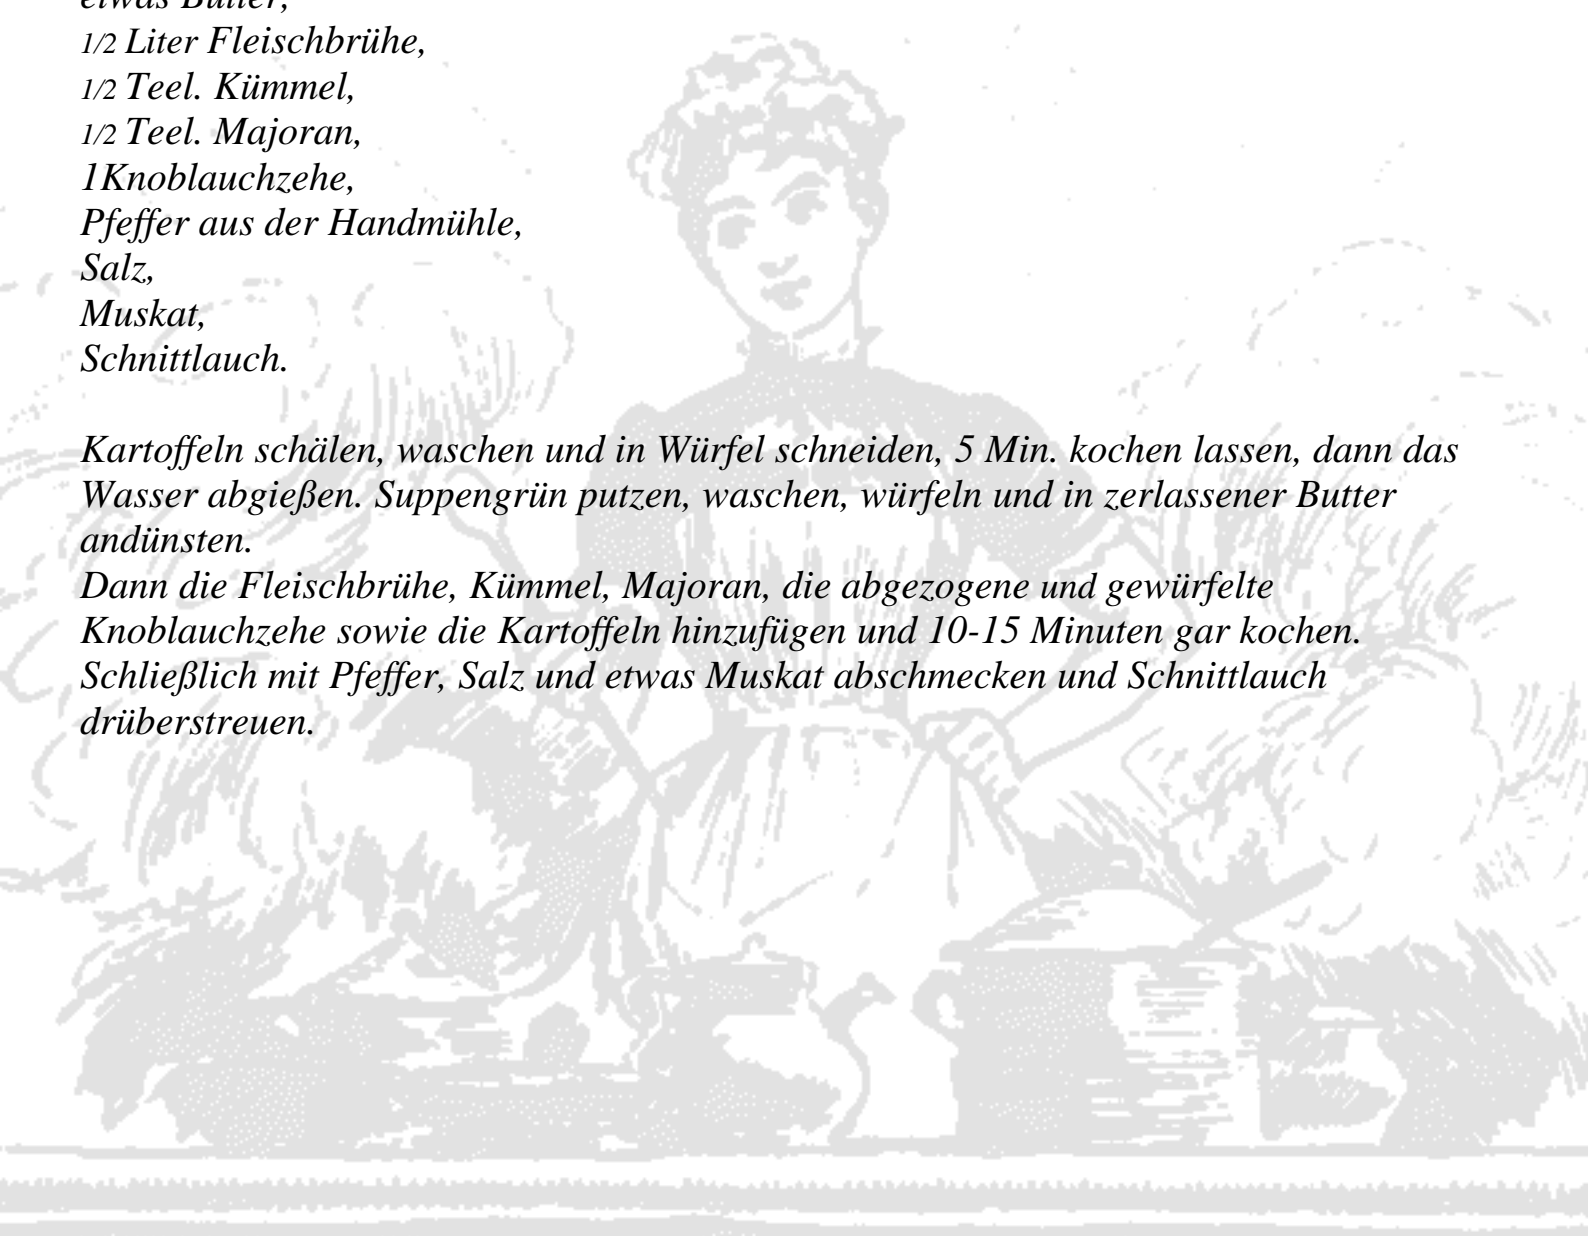 etwas Butter,
1/2 Liter Fleischbrühe,
1/2 Teel. Kümmel,
1/2 Teel. Majoran,
1Knoblauchzehe,
Pfeffer aus der Handmühle,
Salz,
Muskat,
Schnittlauch.
Kartoffeln schälen, waschen und in Würfel schneiden, 5 Min. kochen lassen, dann das
Wasser abgießen. Suppengrün putzen, waschen, würfeln und in zerlassener Butter
andünsten.
Dann die Fleischbrühe, Kümmel, Majoran, die abgezogene und gewürfelte
Knoblauchzehe sowie die Kartoffeln hinzufügen und 10-15 Minuten gar kochen.
Schließlich mit Pfeffer, Salz und etwas Muskat abschmecken und Schnittlauch
drüberstreuen.